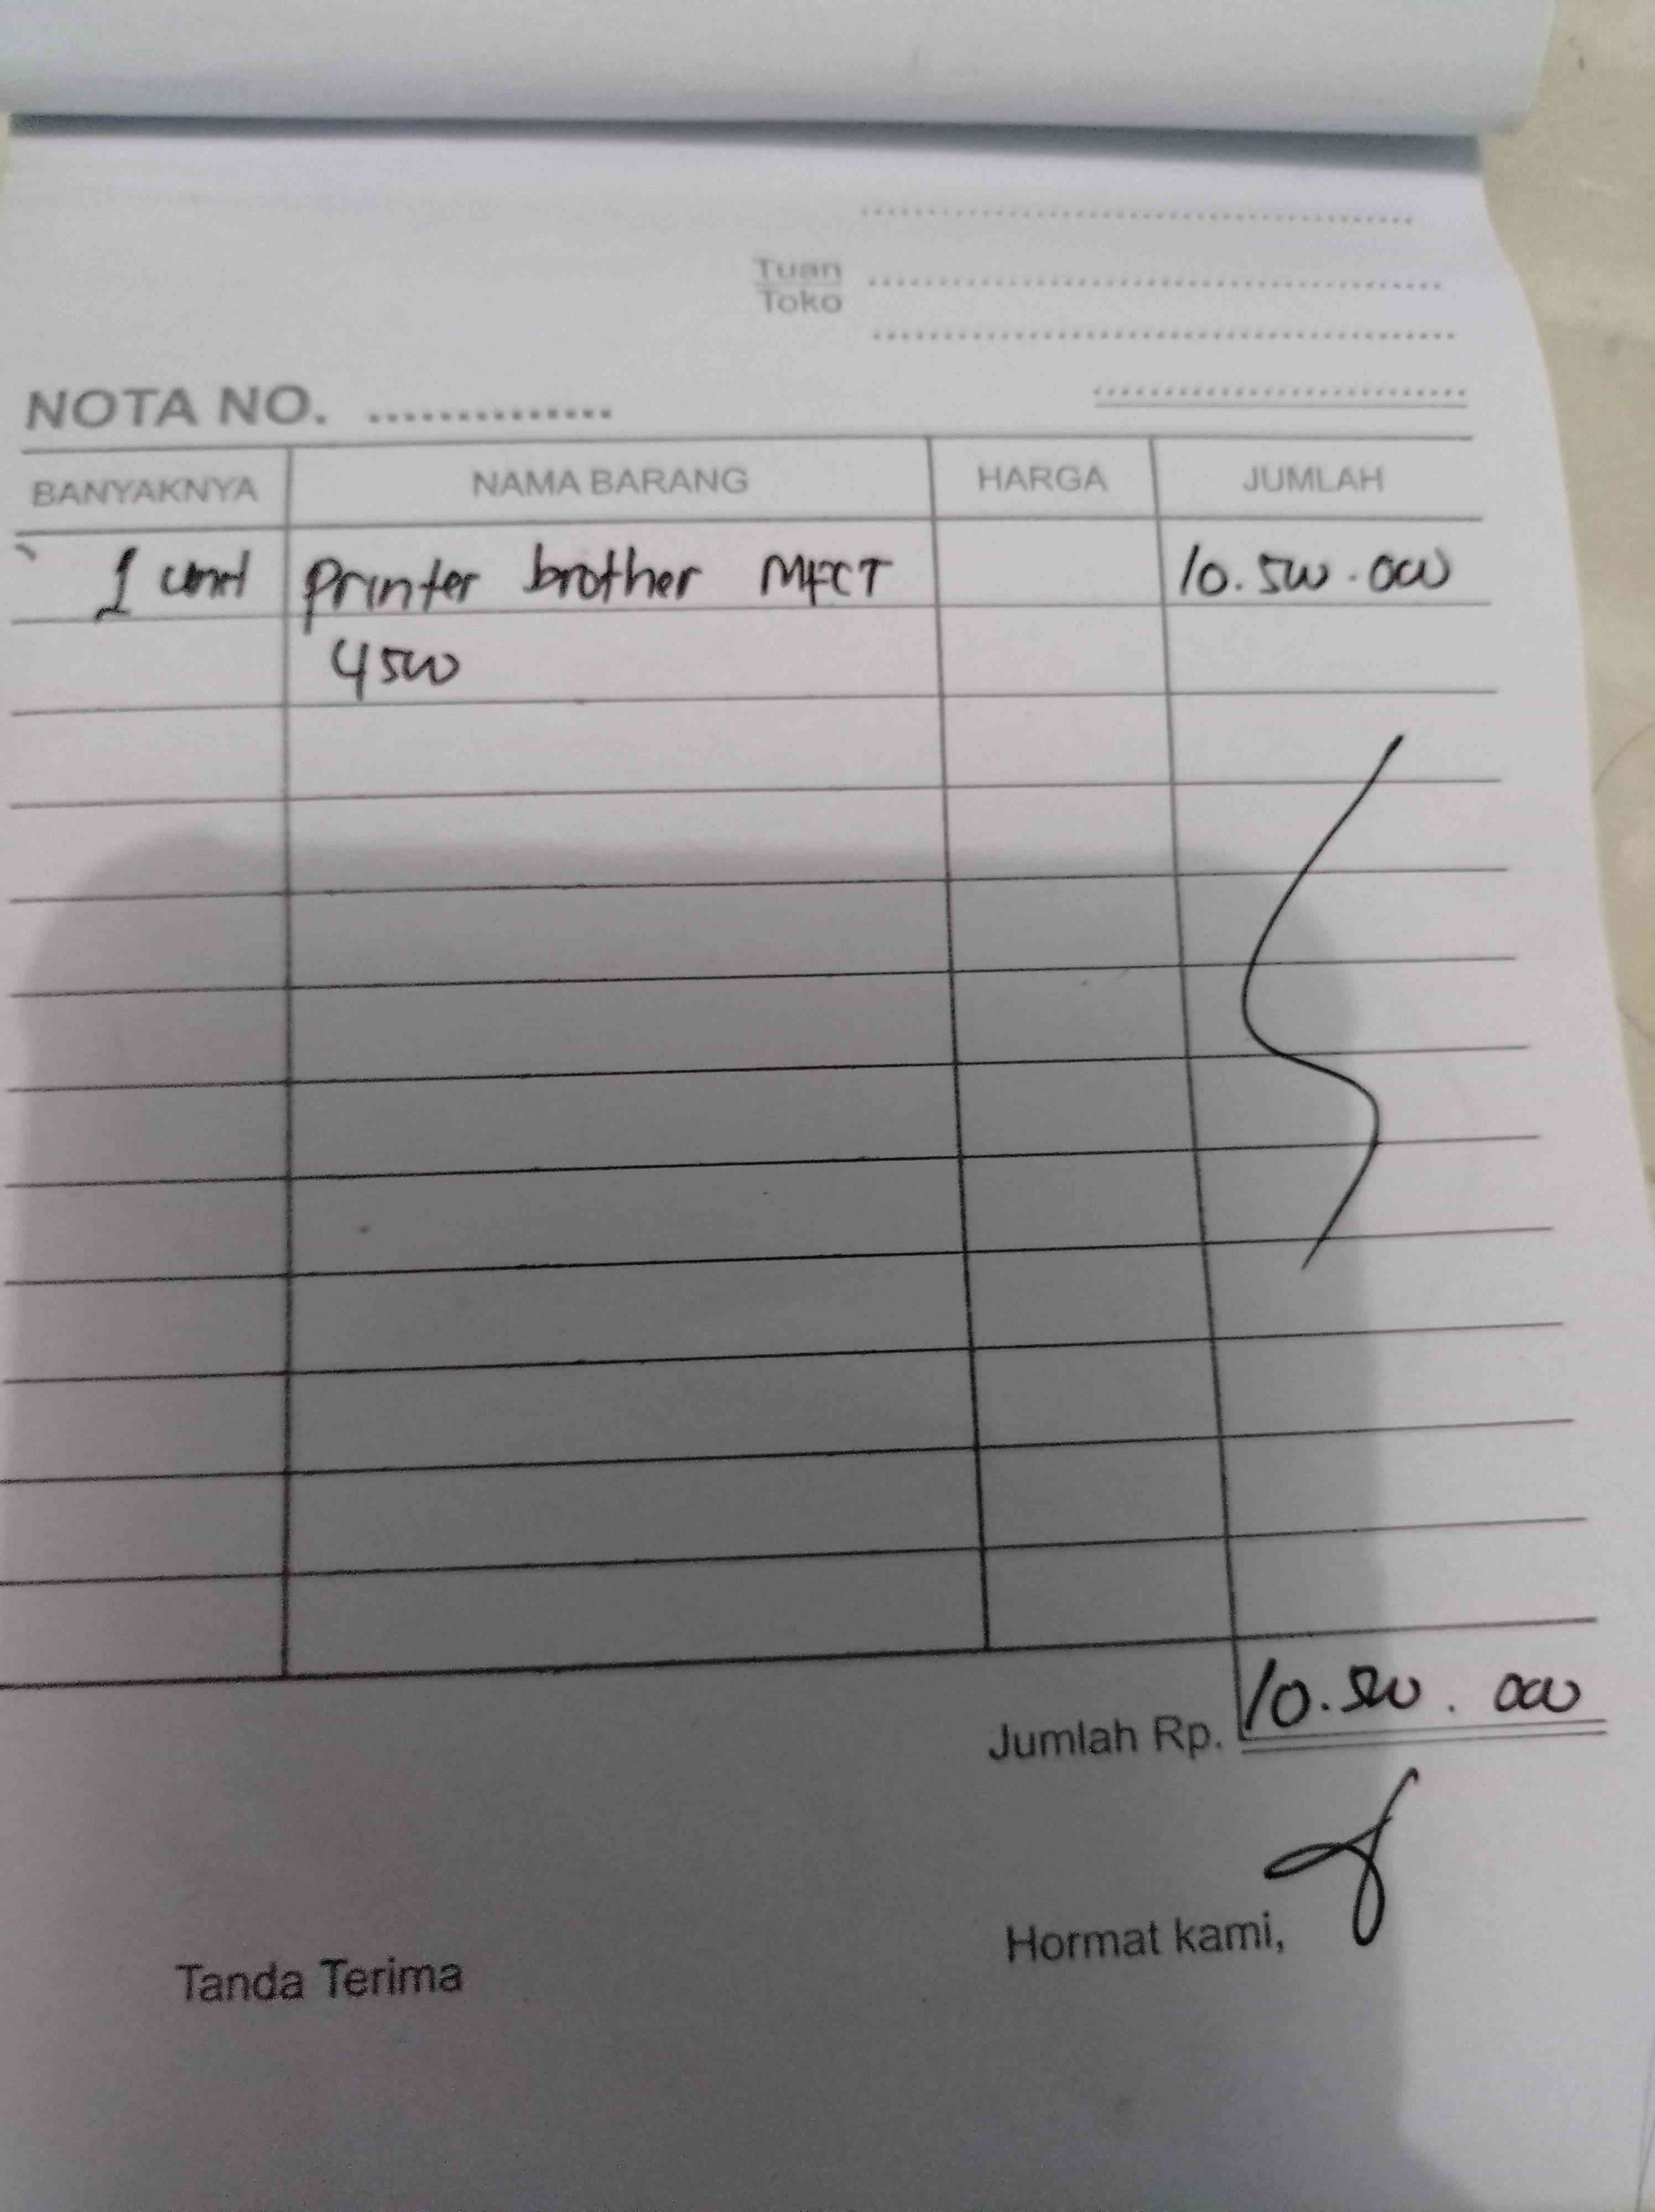 Tuan
Toko
NOTA NO. ..............
BANYAKNYA NAMA BARANG HARGA JUMLAH
1 unit Printer brother MFCT 10.500.000
4500
Jumlah Rp. 10.500.000
Hormat kami,
Tanda Terima